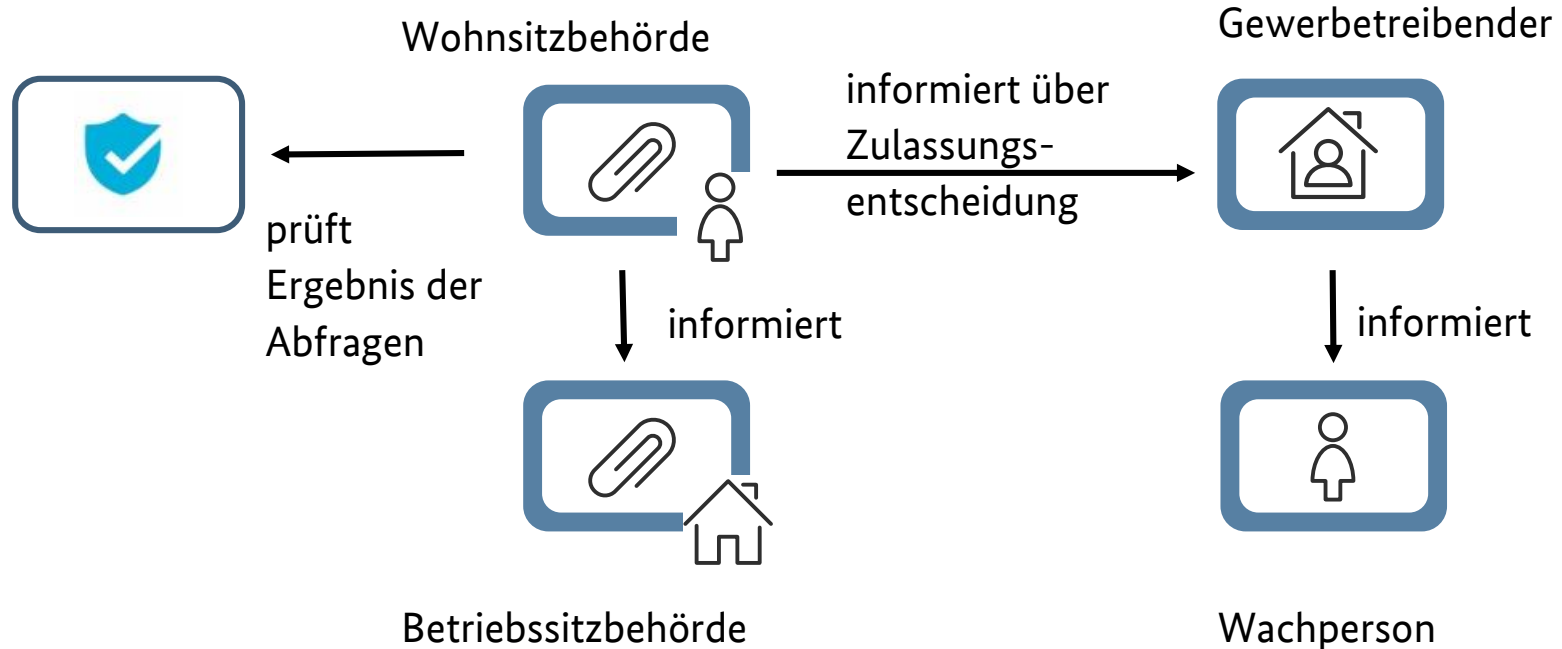 Wohnsitzbehörde
Gewerbetreibender
informiert über
Zulassungs-
entscheidung
prüft
Ergebnis der
Abfragen
informiert
informiert
Betriebssitzbehörde
Wachperson